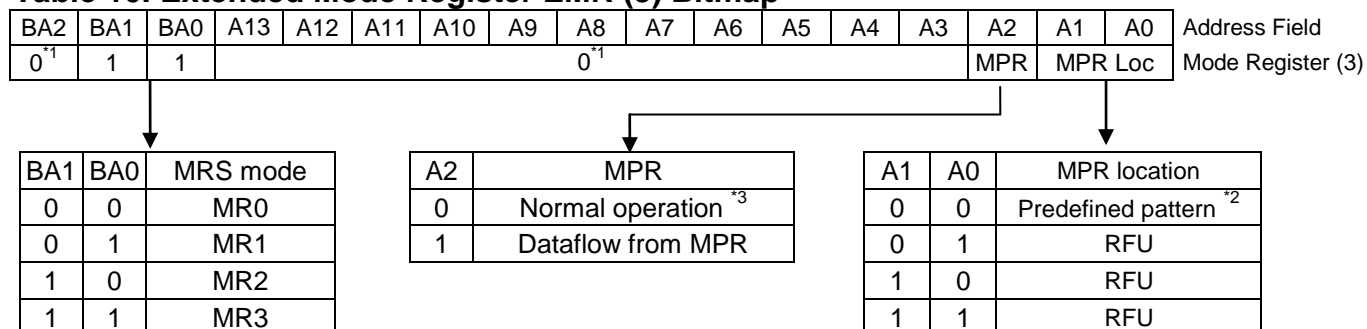 Table 10. Extended Mode Register EMR (3) Bitmap
BA2 BA1 BA0 A13 A12 A11 A10 A9 A8 A7 A6 A5 A4 A3 A2 A1 A0 Address Field
0*1 1 1 0*1 MPR MPR Loc Mode Register (3)
BA1 BA0 MRS mode
0 0 MR0
0 1 MR1
1 0 MR2
1 1 MR3
A2 MPR
0 Normal operation *3
1 Dataflow from MPR
A1 A0 MPR location
0 0 Predefined pattern *2
0 1 RFU
1 0 RFU
1 1 RFU